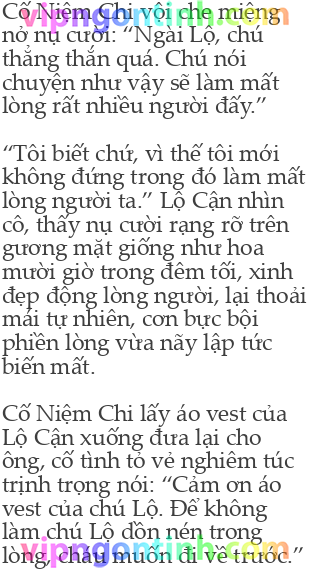 Cố Niệm Chi vội che miệng
nở nụ cười: “Ngài Lộ, chú
thẳng thắn quá. Chú nói
chuyện như vậy sẽ làm mất
lòng rất nhiều người đấy.”
“Tôi biết chứ, vì thế tôi mới
không đứng trong đó làm mất
lòng người ta.” Lộ Cận nhìn
cô, thấy nụ cười rạng rỡ trên
gương mặt giống như hoa
mười giờ trong đêm tối, xinh
đẹp động lòng người, lại thoải
mái tự nhiên, cơn bực bội
phiền lòng vừa nãy lập tức
biến mất.
Cố Niệm Chi lấy áo vest của
Lộ Cận xuống đưa lại cho
ông, cố tình tỏ vẻ nghiêm túc
trịnh trọng nói: “Cảm ơn áo
vest của chú Lộ. Để không
làm chú Lộ dồn nén trong
lòng, cháu muốn đi về trước.”
vipngontinh.com
vipngontinh.com